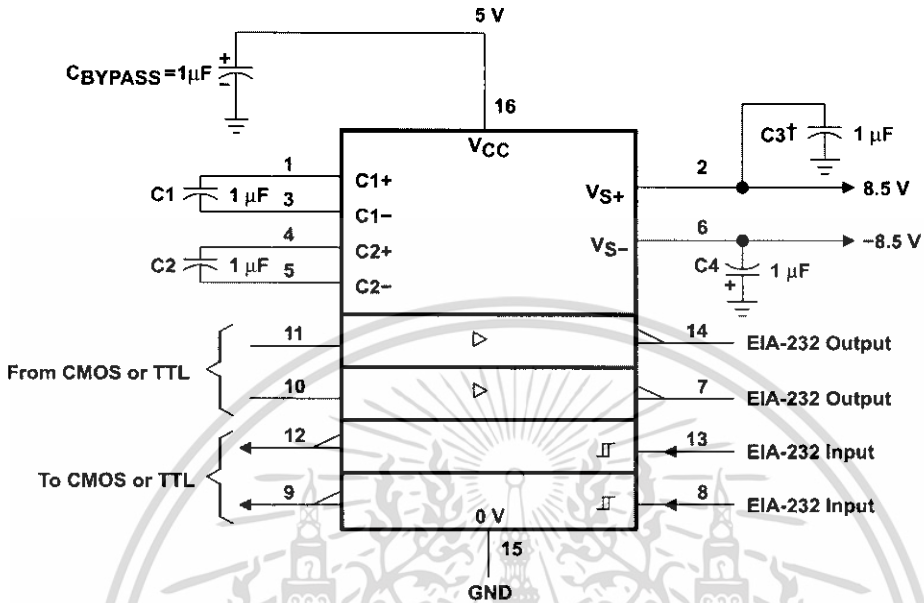 5 V
CBYPASS=1µF
+
−
16
VCC
C3† 1 µF
1
C1+
2
VS+
8.5 V
C1 1 µF
3
C1−
4
C2+
6
VS−
−8.5 V
C2 1 µF
5
C2−
C4 1 µF
+
11
14
EIA-232 Output
From CMOS or TTL
10
7
EIA-232 Output
12
13
EIA-232 Input
To CMOS or TTL
9
8
EIA-232 Input
0 V
15
GND